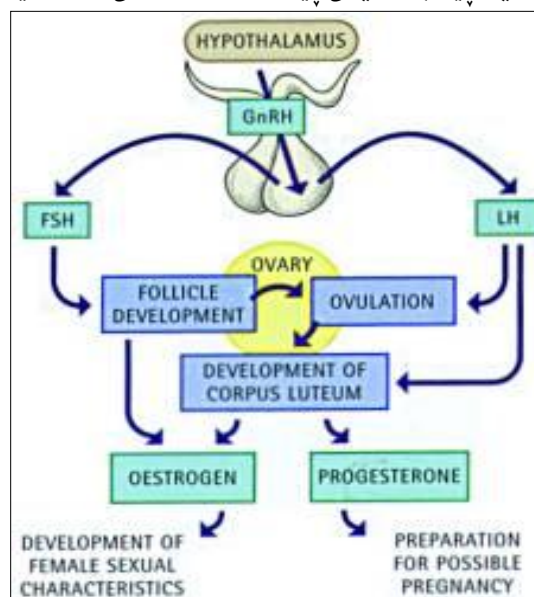 HYPOTHALAMUS
GnRH
FSH
LH
OVARY
FOLLICLE
DEVELOPMENT
OVULATION
DEVELOPMENT OF
CORPUS LUTEUM
OESTROGEN
PROGESTERONE
DEVELOPMENT OF
FEMALE SEXUAL
CHARACTERISTICS
PREPARATION
FOR POSSIBLE
PREGNANCY